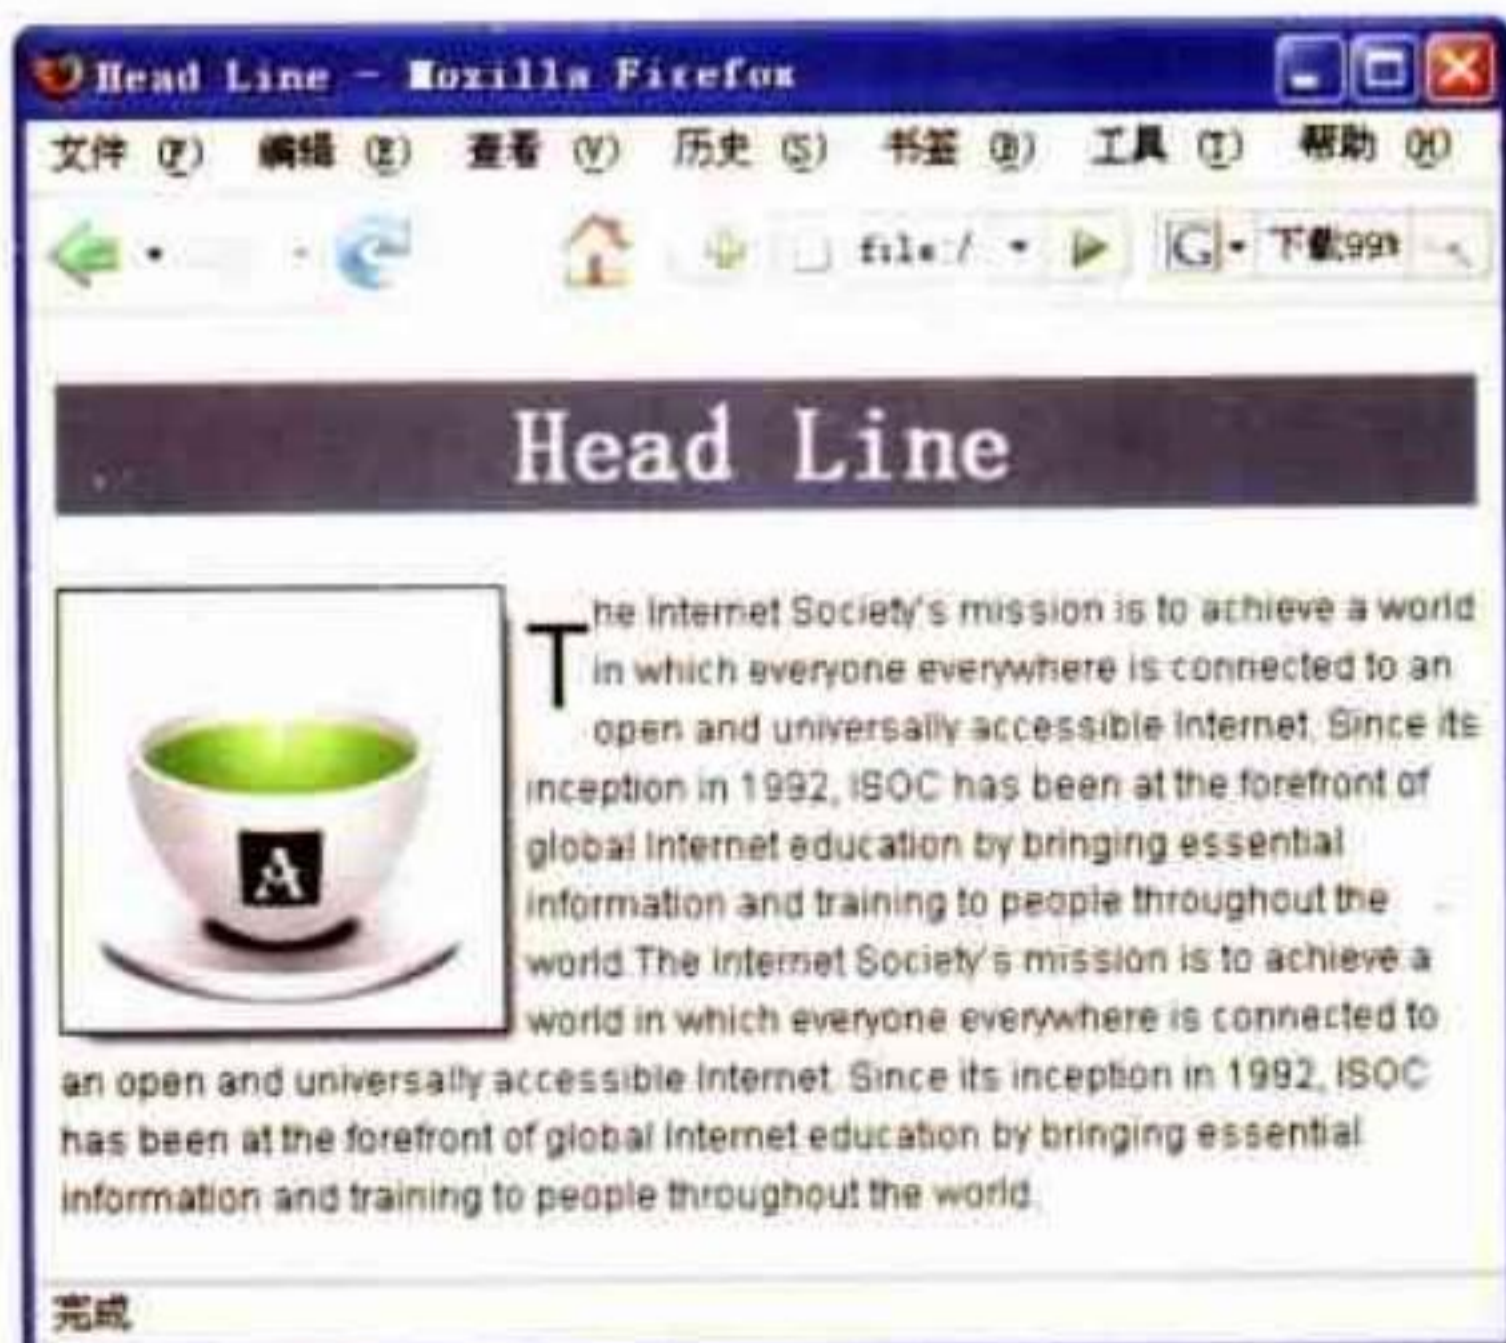 Head Line - Mozilla Firefox
文件 (F) 编辑 (E) 查看 (V) 历史 (S) 书签 (B) 工具 (T) 帮助 (H)
file:/ G 下载99%
Head Line
The Internet Society's mission is to achieve a world
in which everyone everywhere is connected to an
open and universally accessible Internet. Since its
inception in 1992, ISOC has been at the forefront of
global Internet education by bringing essential
information and training to people throughout the
world.The Internet Society's mission is to achieve a
world in which everyone everywhere is connected to
an open and universally accessible Internet. Since its inception in 1992, ISOC
has been at the forefront of global Internet education by bringing essential
information and training to people throughout the world.
A
完成